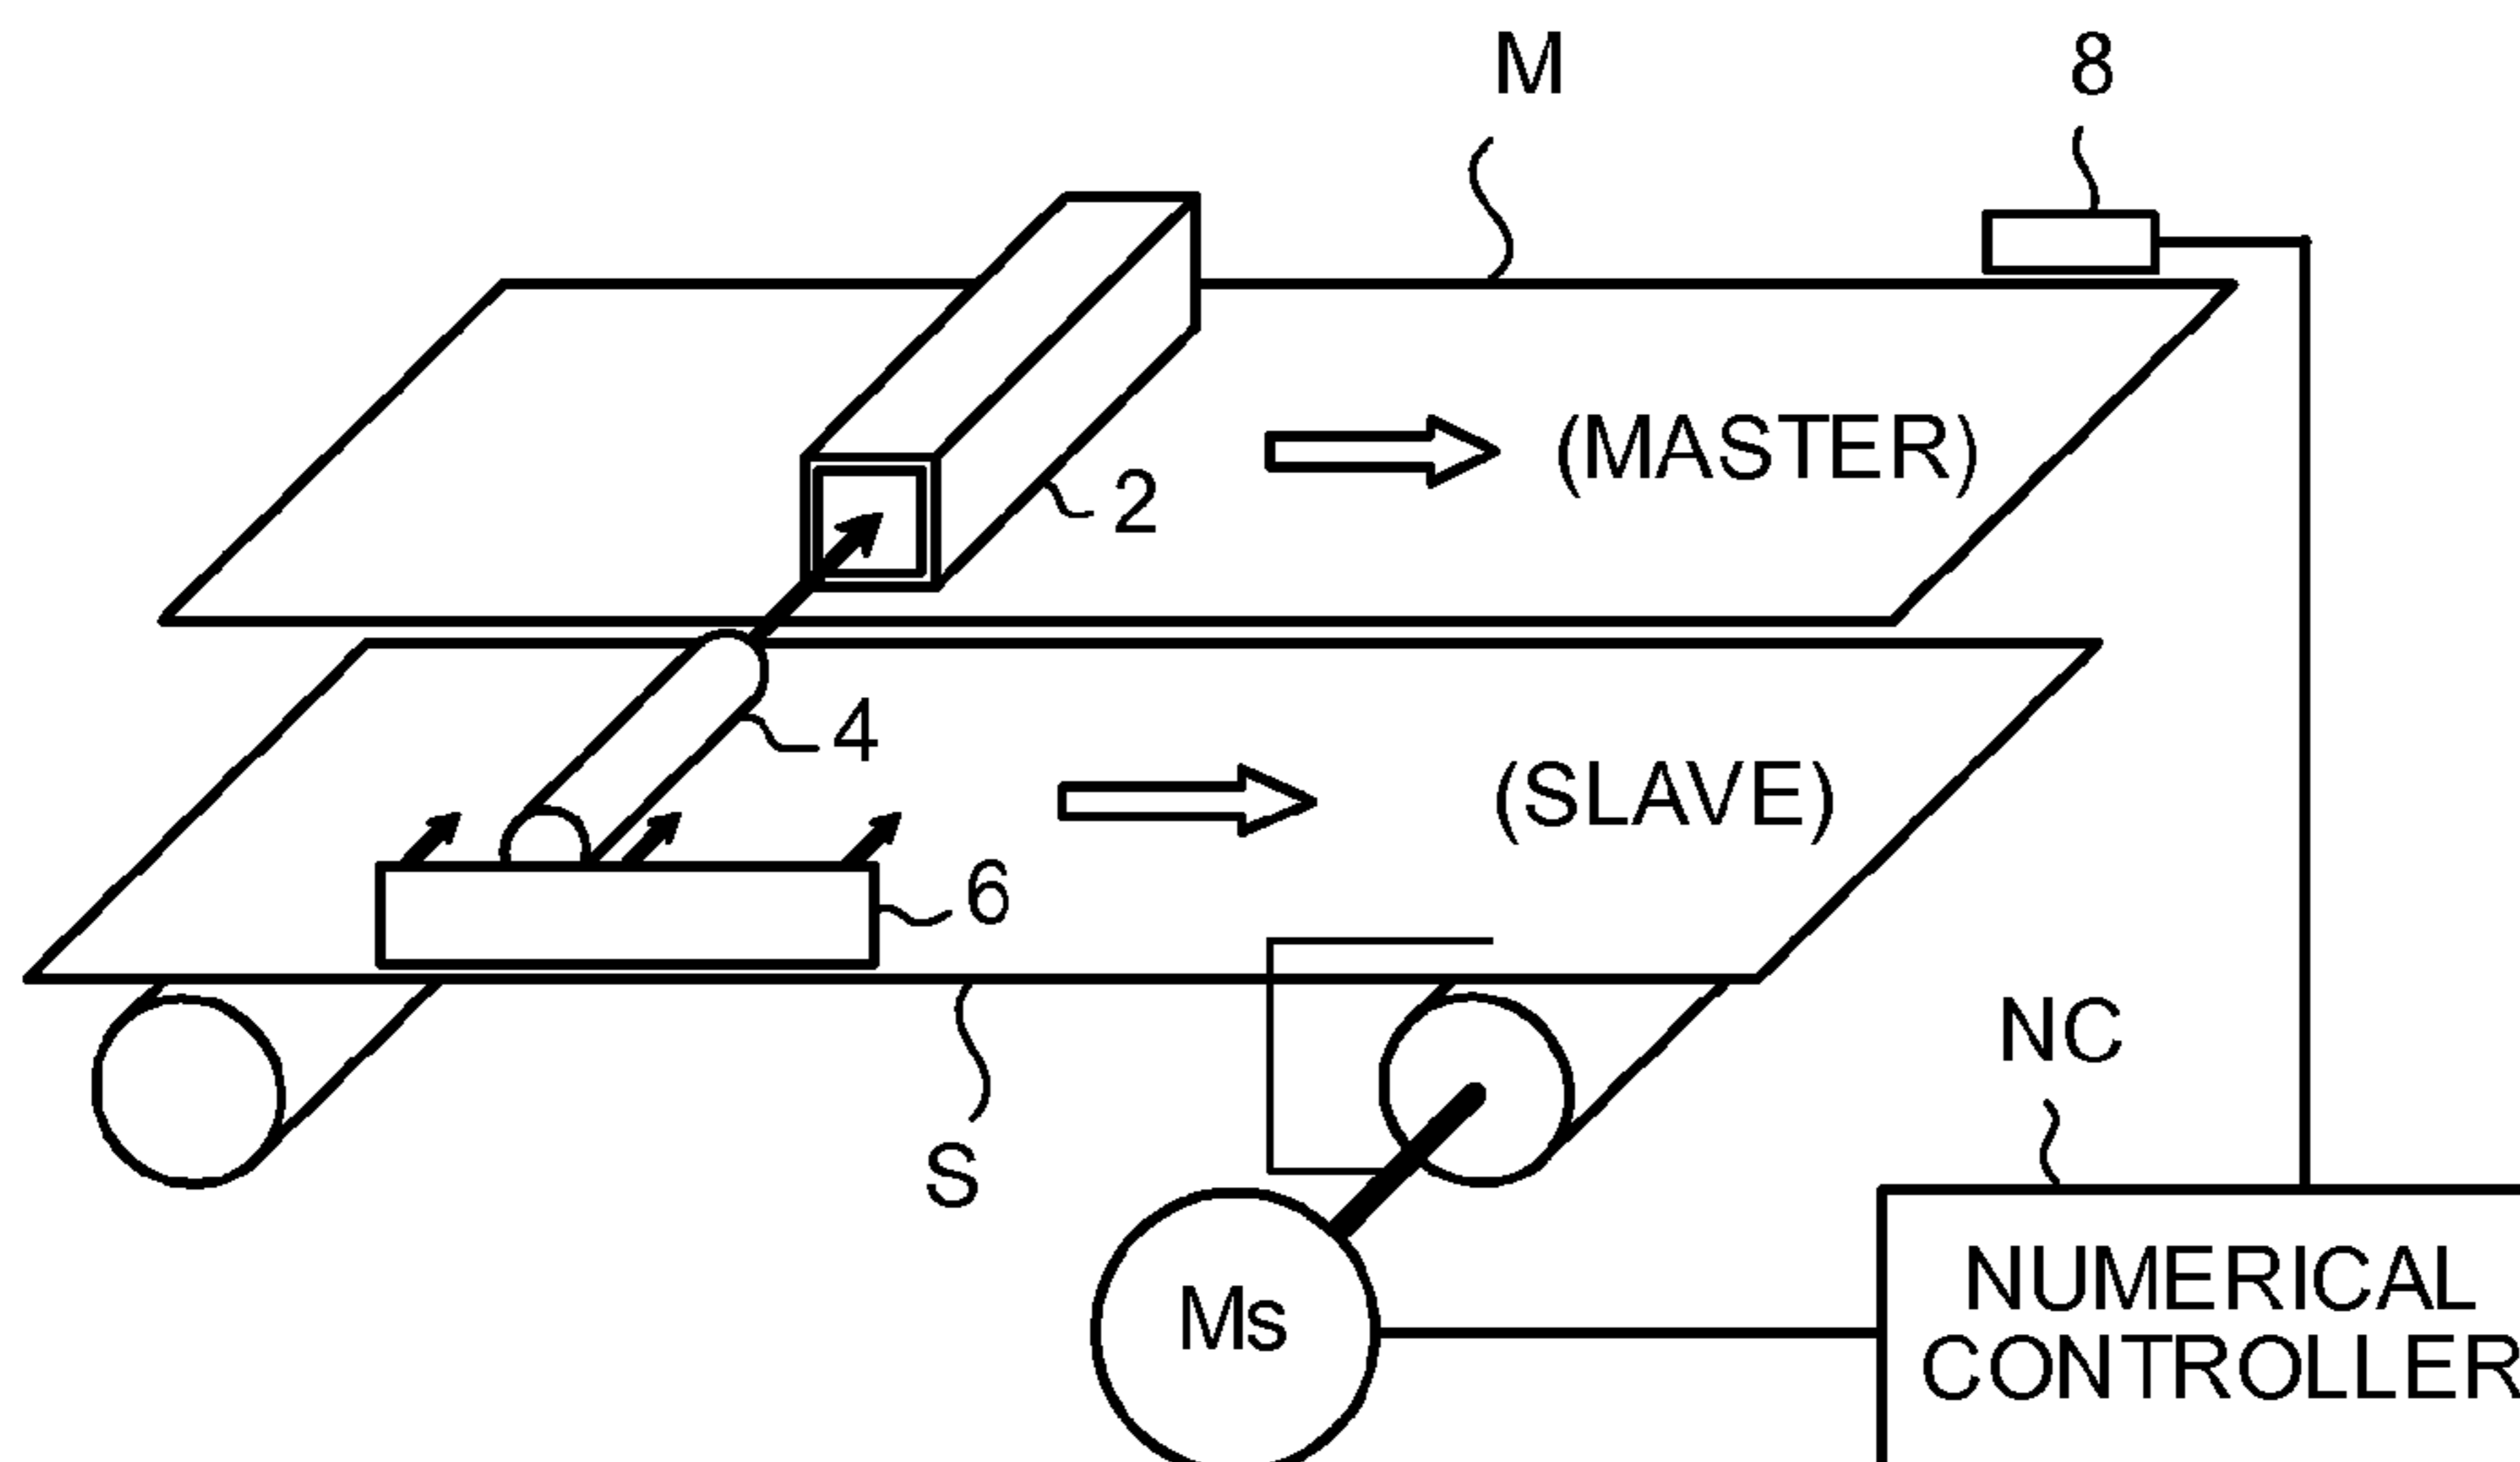 M
8
(MASTER)
2
4
(SLAVE)
6
NC
S
NUMERICAL
CONTROLLER
Ms